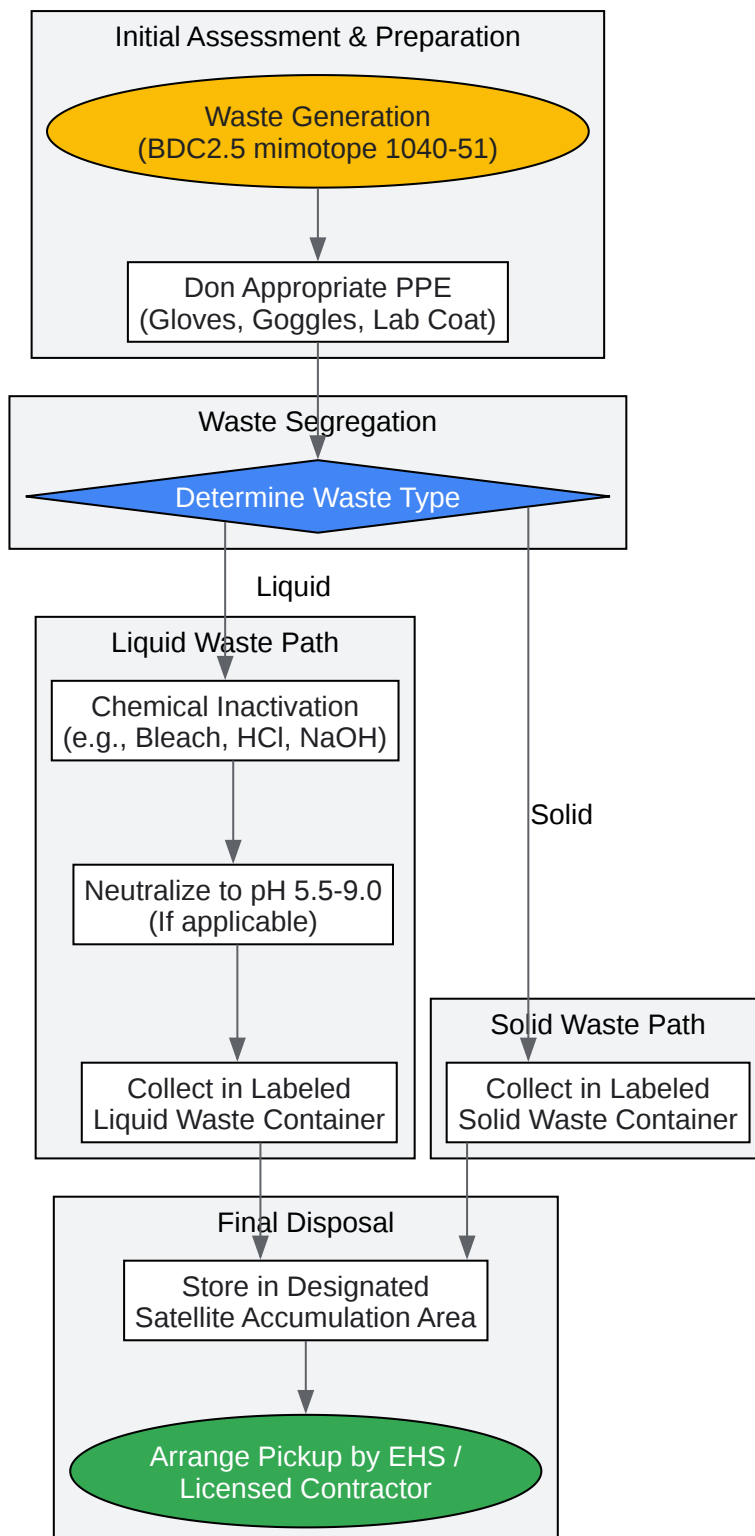 Initial Assessment & Preparation
Waste Generation
(BDC2.5 mimotope 1040-51)
Don Appropriate PPE
(Gloves, Goggles, Lab Coat)
Waste Segregation
Determine Waste Type
Liquid
Liquid Waste Path
Chemical Inactivation
(e.g., Bleach, HCl, NaOH)
Solid
Neutralize to pH 5.5-9.0
(If applicable)
Solid Waste Path
Collect in Labeled
Liquid Waste Container
Collect in Labeled
Solid Waste Container
Final Disposal
Store in Designated
Satellite Accumulation Area
Arrange Pickup by EHS /
Licensed Contractor